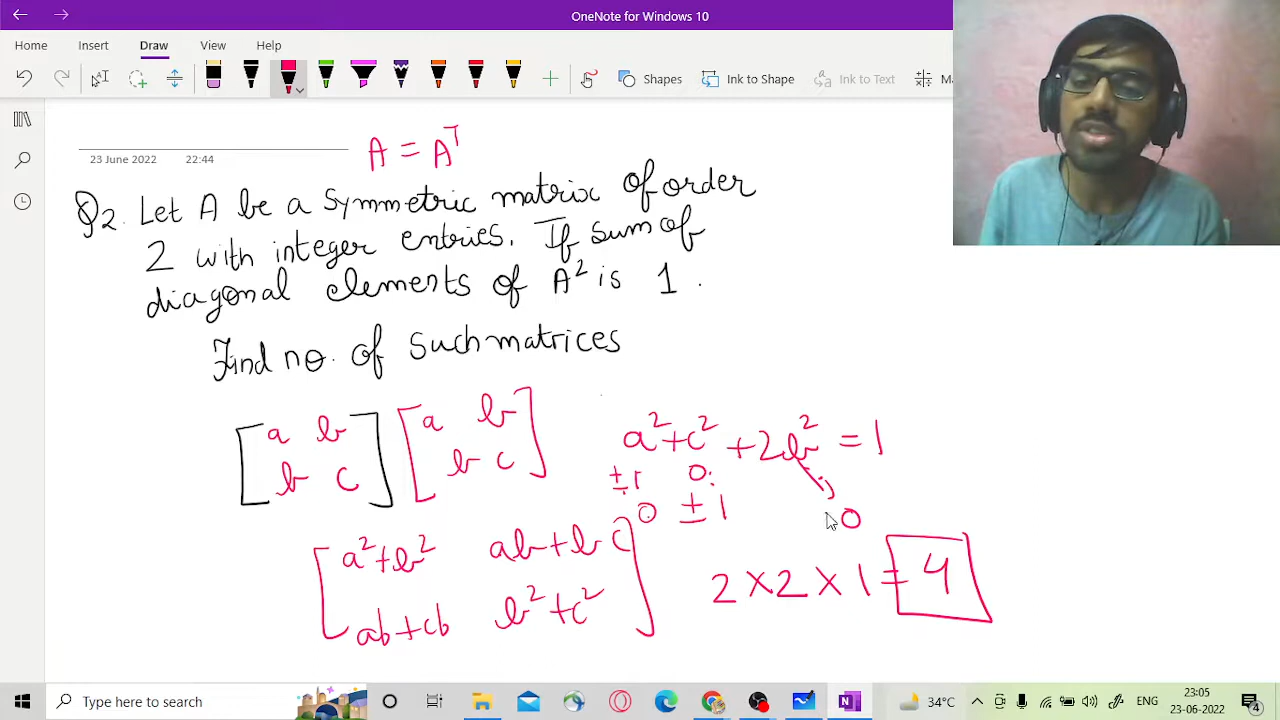 OneNote for Windows 10
Home Insert Draw View Help
Shapes Ink to Shape Ink to Text Ma
A = Aᵀ
23 June 2022 22:44
Q2. Let A be a symmetric matrix of order
2 with integer entries. If sum of
diagonal elements of A² is 1.
Find no. of such matrices
[a b [a b
b c] b c]
a² + c² + 2b² = 1
±1 0
0 ±1 0
[a²+b² ab+bc
ab+cb b²+c²]
2 × 2 × 1 = 4
Type here to search
34°C
ENG
23:05
23-06-2022